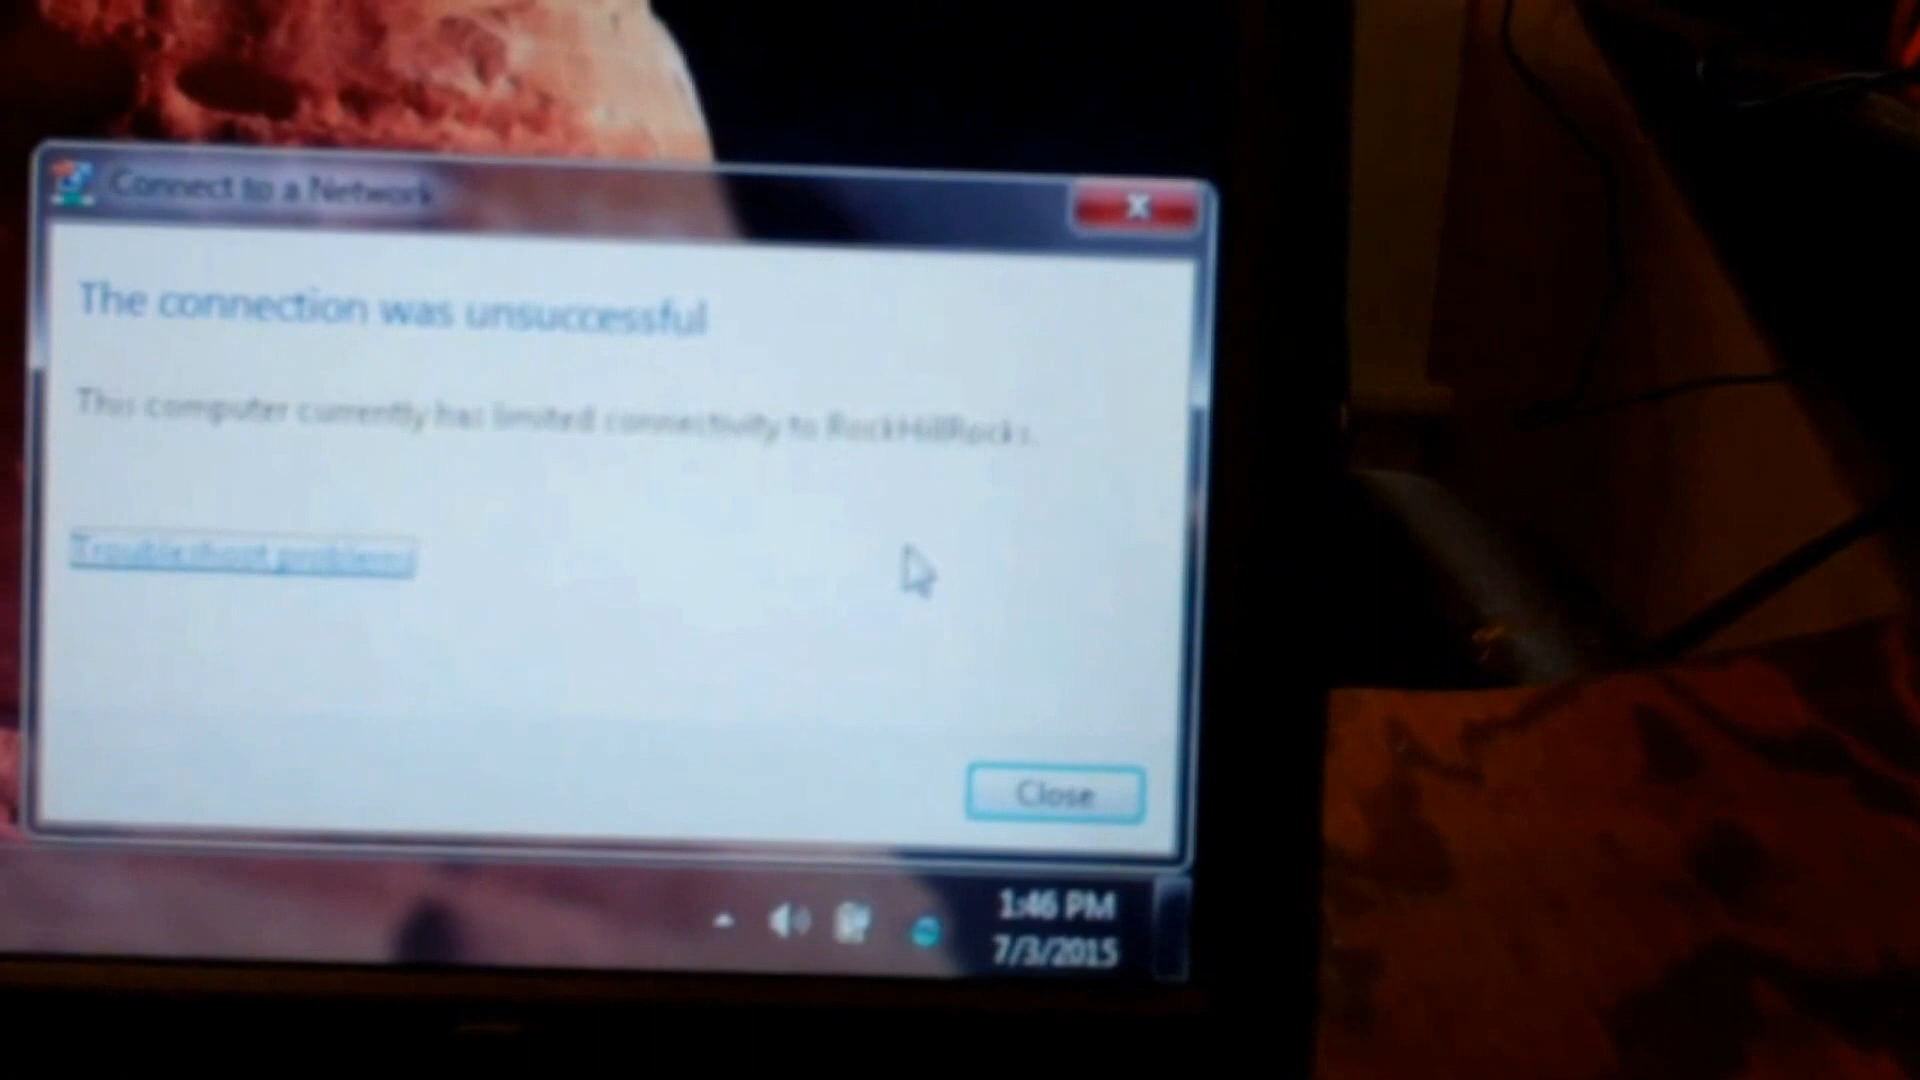 Connect to a Network
The connection was unsuccessful
This computer currently has limited connectivity to RockHillRocks.
Troubleshoot problems
Close
1:46 PM
7/3/2015